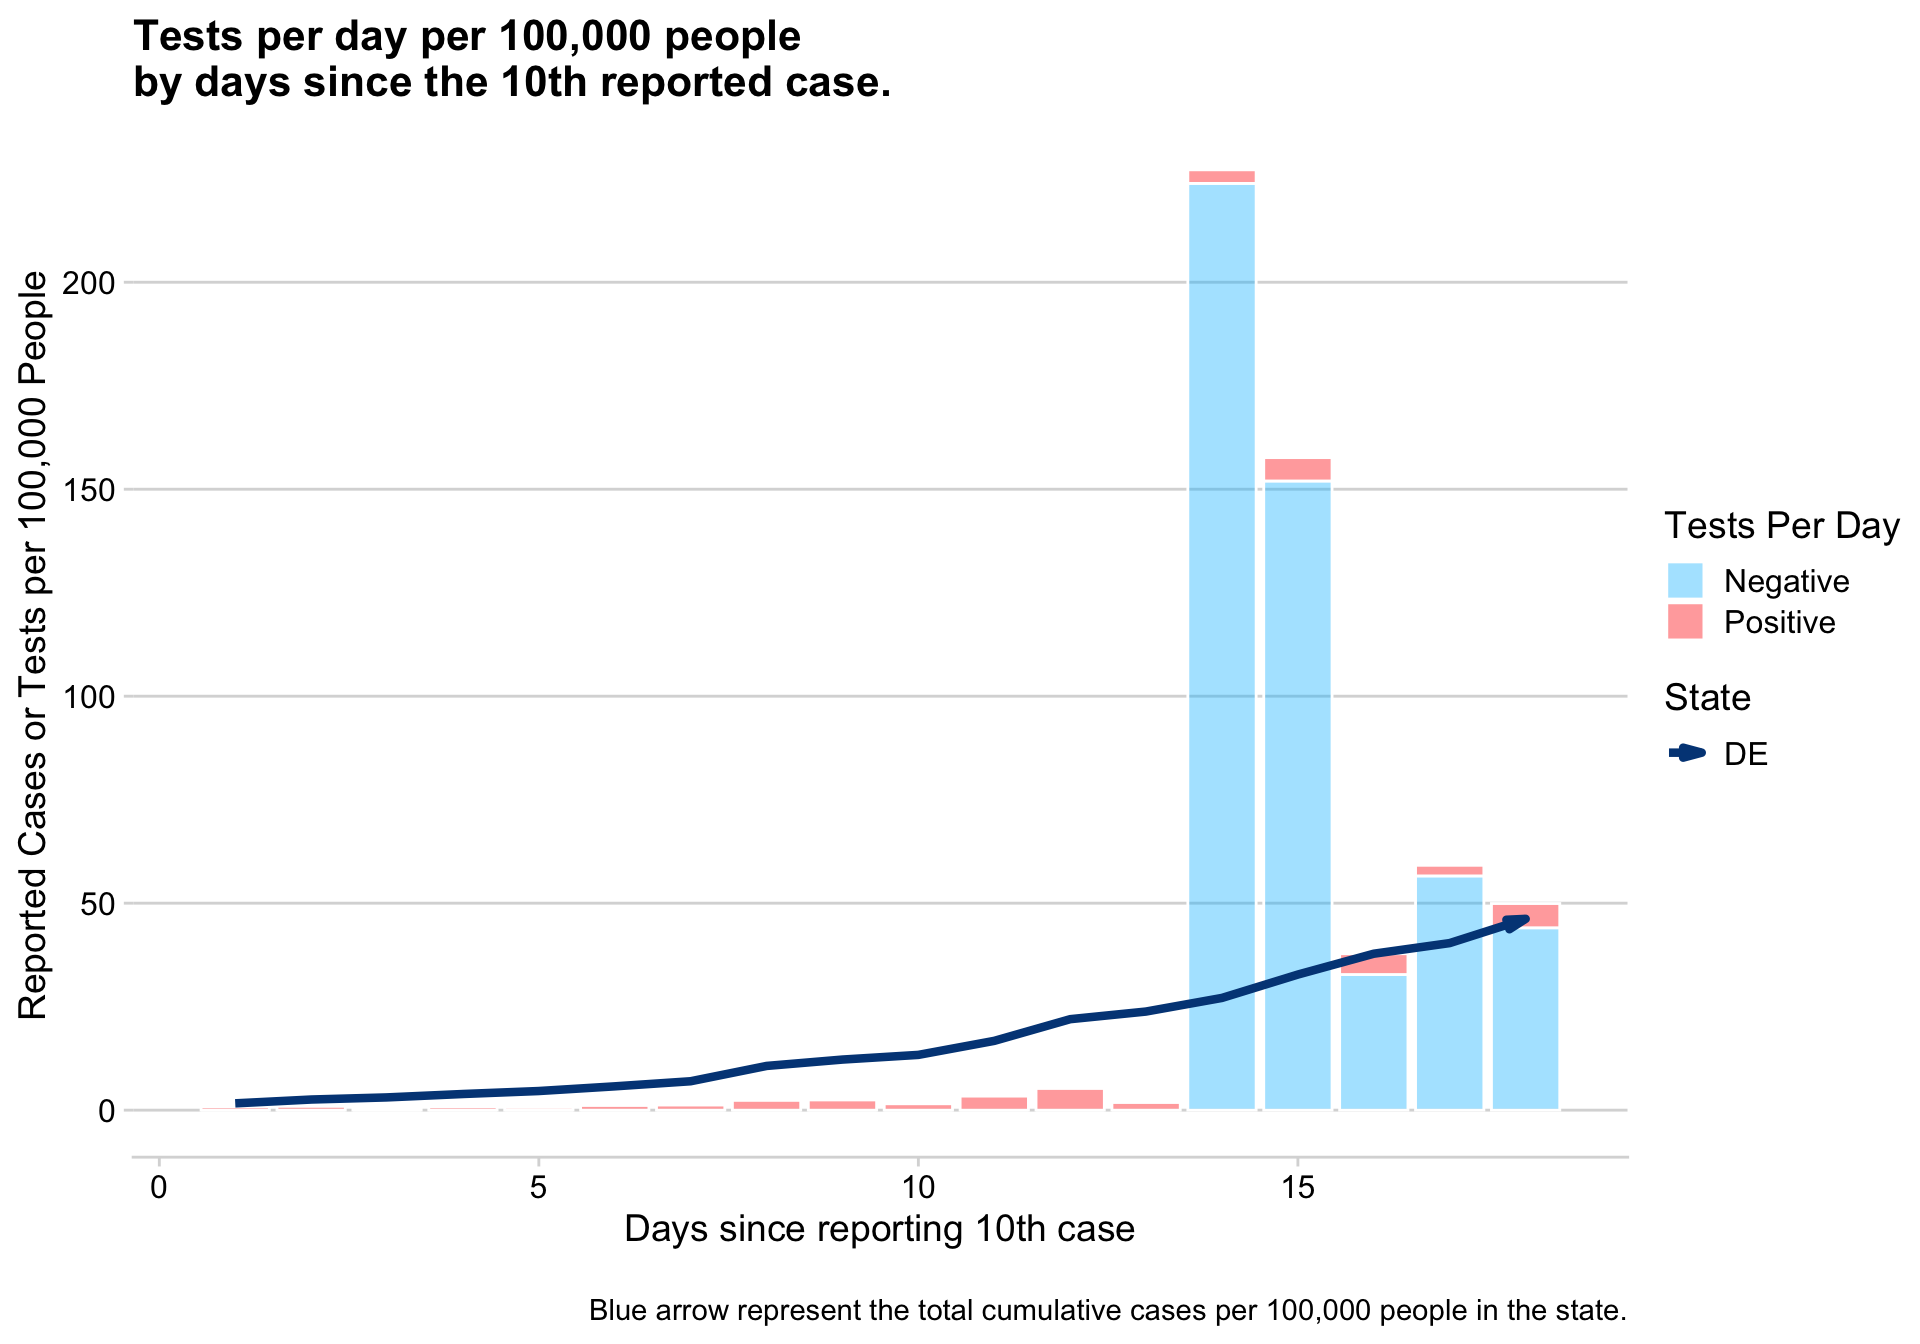 Tests per day per 100,000 people
by days since the 10th reported case.
Reported Cases or Tests per 100,000 People
200
150
100
50
0
0
5
10
15
Days since reporting 10th case
Tests Per Day
Negative
Positive
State
DE
Blue arrow represent the total cumulative cases per 100,000 people in the state.